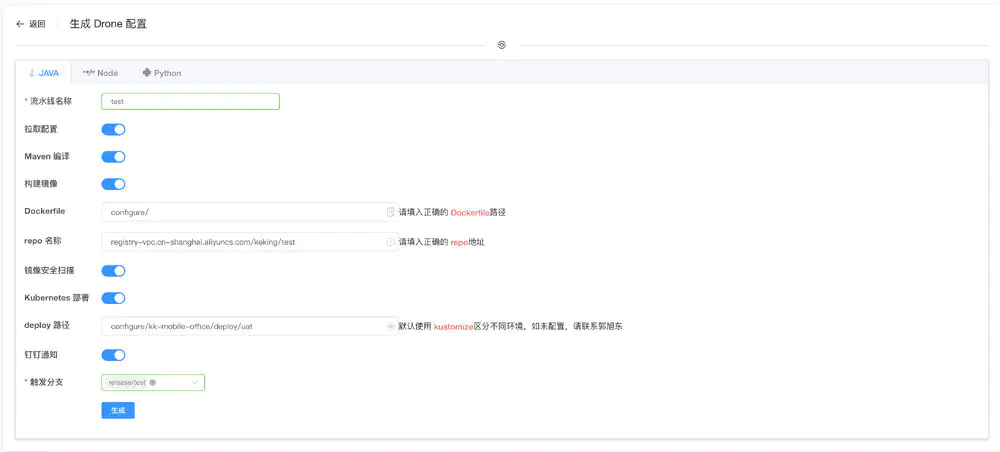 返回 生成 Drone 配置
JAVA Node Python
* 流水线名称 test
拉取配置
Maven 编译
构建镜像
Dockerfile configure/ 请填入正确的 Dockerfile路径
repo 名称 registry-vpc.cn-shanghai.aliyuncs.com/keking/test 请填入正确的 repo地址
镜像安全扫描
Kubernetes 部署
deploy 路径 configure/kk-mobile-office/deploy/uat 默认使用 kustomize区分不同环境、如未配置，请联系郭旭东
钉钉通知
* 触发分支 release/test
生成